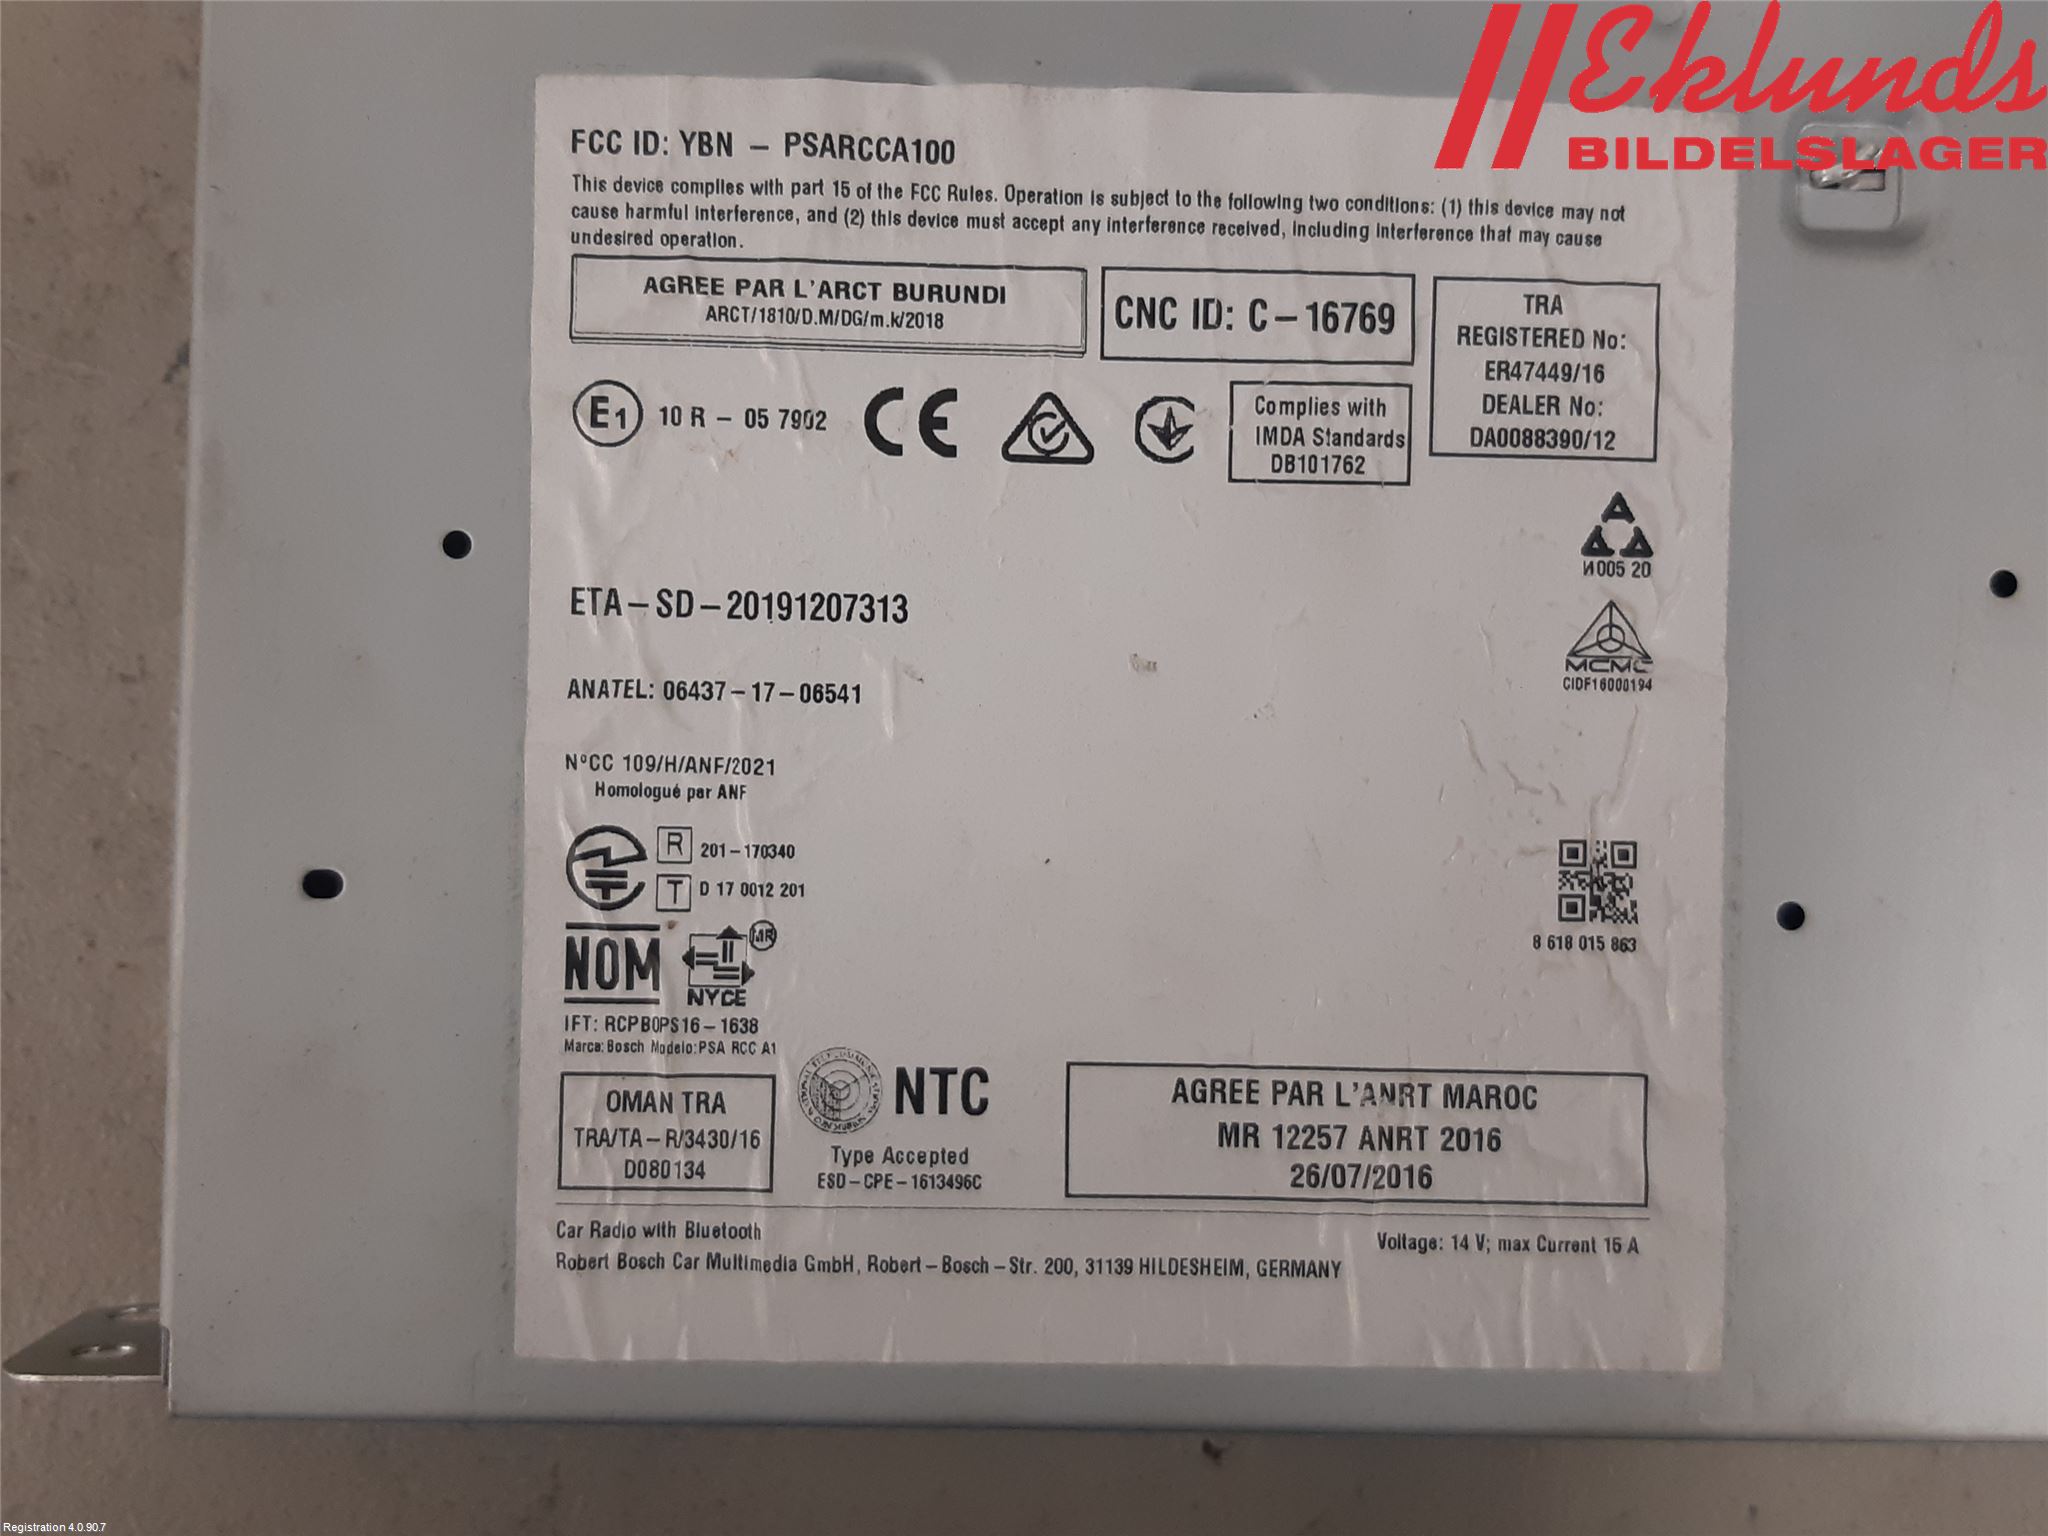 Eklunds
BILDELSLAGER
FCC ID: YBN – PSARCCA100
This device complies with part 15 of the FCC Rules. Operation is subject to the following two conditions: (1) this device may not
cause harmful interference, and (2) this device must accept any interference received, including interference that may cause
undesired operation.
AGREE PAR L'ARCT BURUNDI
ARCT/1810/D.M/DG/m.k/2018
CNC ID: C – 16769
TRA
REGISTERED No:
ER47449/16
DEALER No:
DA0088390/12
E1 10 R – 05 7902
CE
Complies with
IMDA Standards
DB101762
И005 20
ETA – SD – 20191207313
MCMC
CIDF16000194
ANATEL: 06437 – 17 – 06541
N°CC 109/H/ANF/2021
Homologué par ANF
R 201 – 170340
T D 17 0012 201
8 618 015 863
NOM
MR
NYCE
IFT: RCPBOPS16 – 1638
Marca: Bosch Modelo: PSA RCC A1
OMAN TRA
TRA/TA – R/3430/16
D080134
NTC
Type Accepted
ESD – CPE – 1613496C
AGREE PAR L'ANRT MAROC
MR 12257 ANRT 2016
26/07/2016
Car Radio with Bluetooth
Voltage: 14 V; max Current 15 A
Robert Bosch Car Multimedia GmbH, Robert – Bosch – Str. 200, 31139 HILDESHEIM, GERMANY
Registration 4.0.90.7